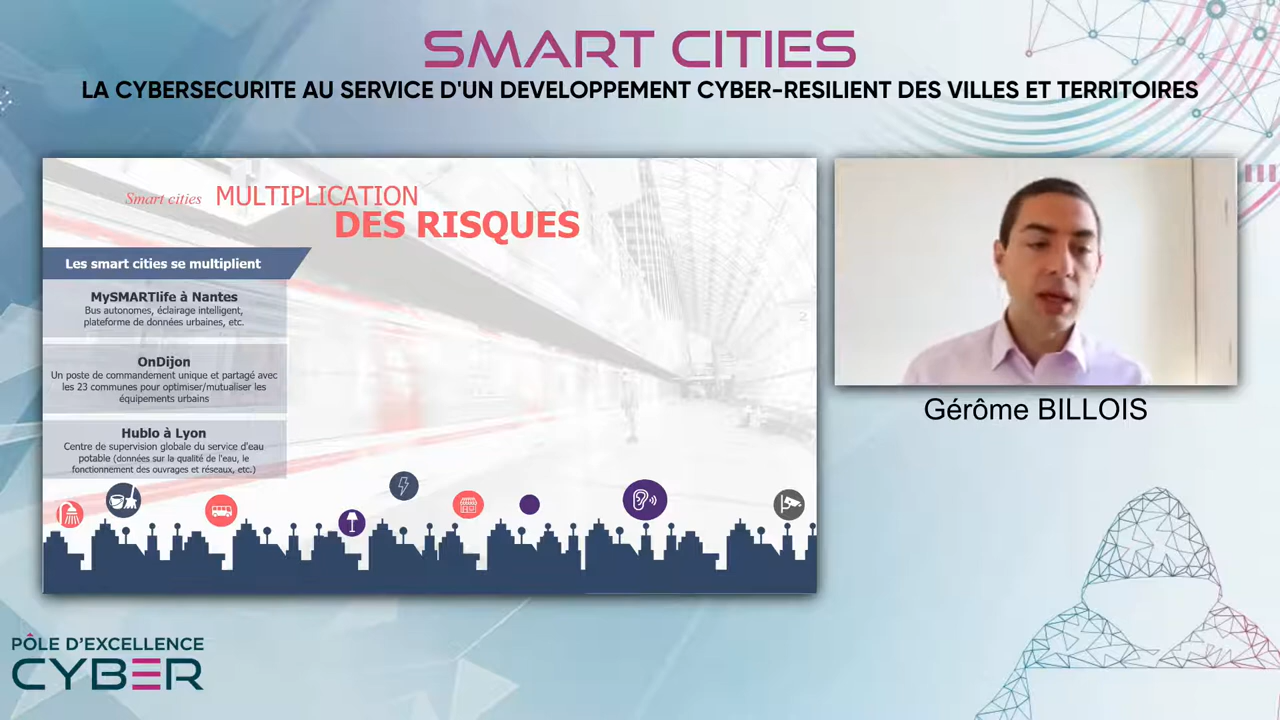 SMART CITIES
LA CYBERSECURITE AU SERVICE D'UN DEVELOPPEMENT CYBER-RESILIENT DES VILLES ET TERRITOIRES
Smart cities MULTIPLICATION
DES RISQUES
Les smart cities se multiplient
MySMARTlife à Nantes
Bus autonomes, éclairage intelligent,
plateforme de données urbaines, etc.
OnDijon
Un poste de commandement unique et partagé avec
les 23 communes pour optimiser/mutualiser les
équipements urbains
Hublo à Lyon
Centre de supervision globale du service d'eau
potable (données sur la qualité de l'eau, le
fonctionnement des ouvrages et réseaux, etc.)
2
Gérôme BILLOIS
PÔLE D'EXCELLENCE
CYBER